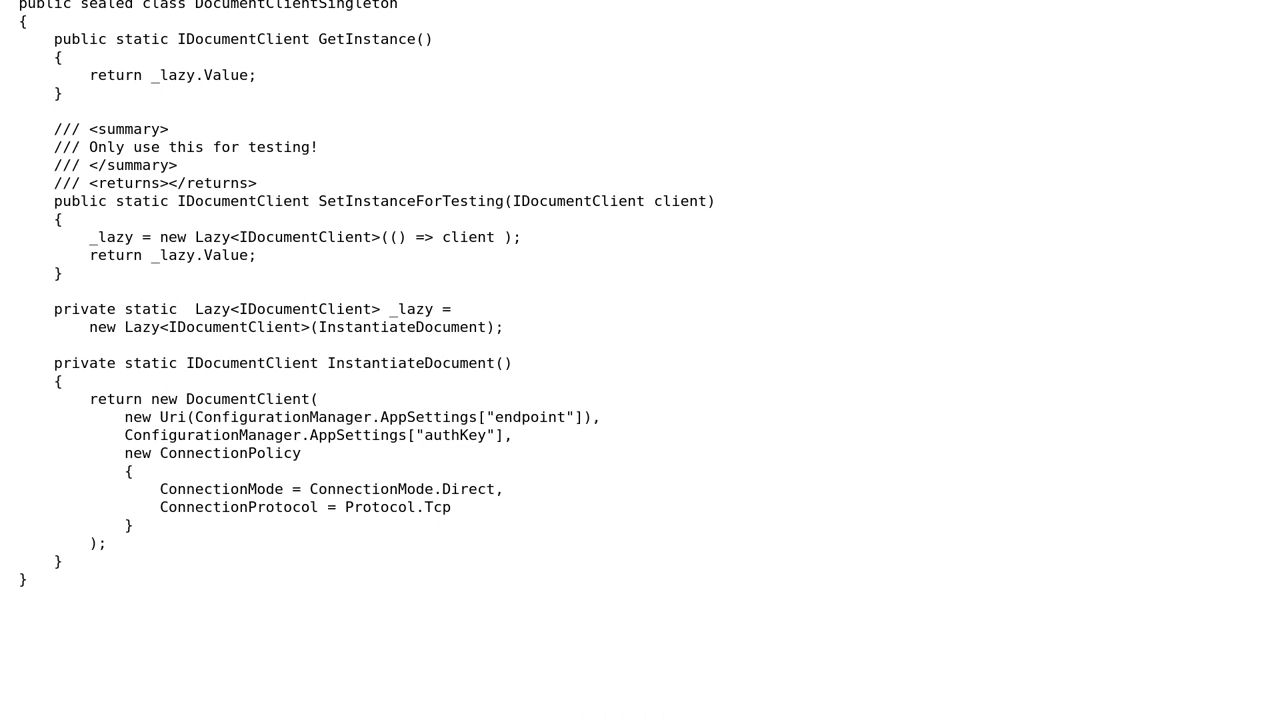 public sealed class DocumentClientSingleton
{
    public static IDocumentClient GetInstance()
    {
        return _lazy.Value;
    }

    /// <summary>
    /// Only use this for testing!
    /// </summary>
    /// <returns></returns>
    public static IDocumentClient SetInstanceForTesting(IDocumentClient client)
    {
        _lazy = new Lazy<IDocumentClient>(() => client );
        return _lazy.Value;
    }

    private static  Lazy<IDocumentClient> _lazy =
        new Lazy<IDocumentClient>(InstantiateDocument);

    private static IDocumentClient InstantiateDocument()
    {
        return new DocumentClient(
            new Uri(ConfigurationManager.AppSettings["endpoint"]),
            ConfigurationManager.AppSettings["authKey"],
            new ConnectionPolicy
            {
                ConnectionMode = ConnectionMode.Direct,
                ConnectionProtocol = Protocol.Tcp
            }
        );
    }
}